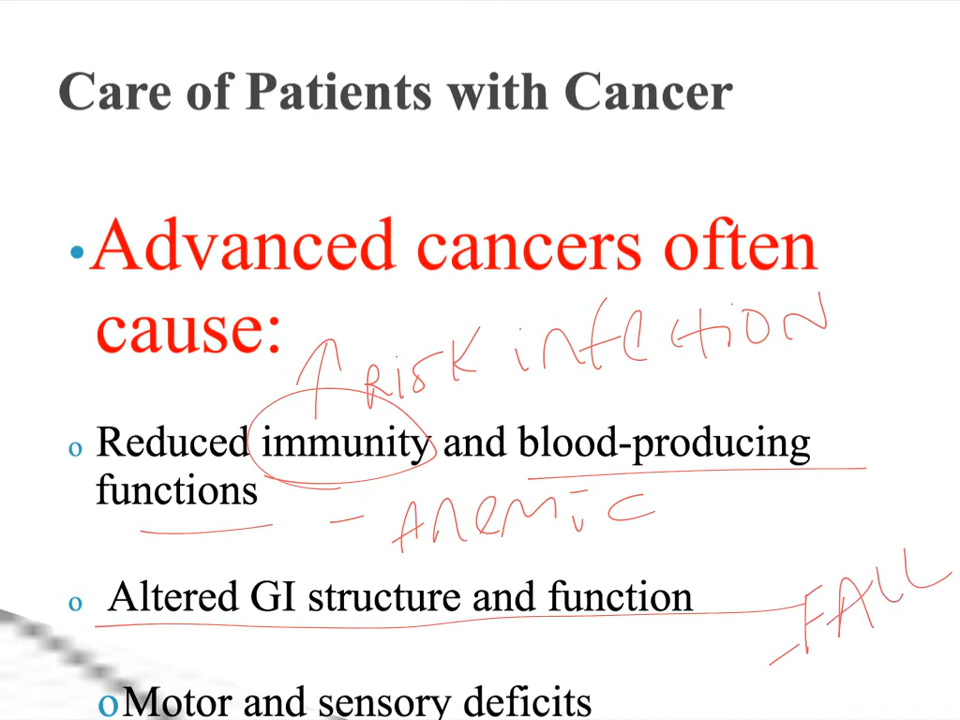 Care of Patients with Cancer
•Advanced cancers often
cause:
↑ RISK infection
o Reduced immunity and blood-producing
functions
- Anemic
o Altered GI structure and function
- FALL
oMotor and sensory deficits